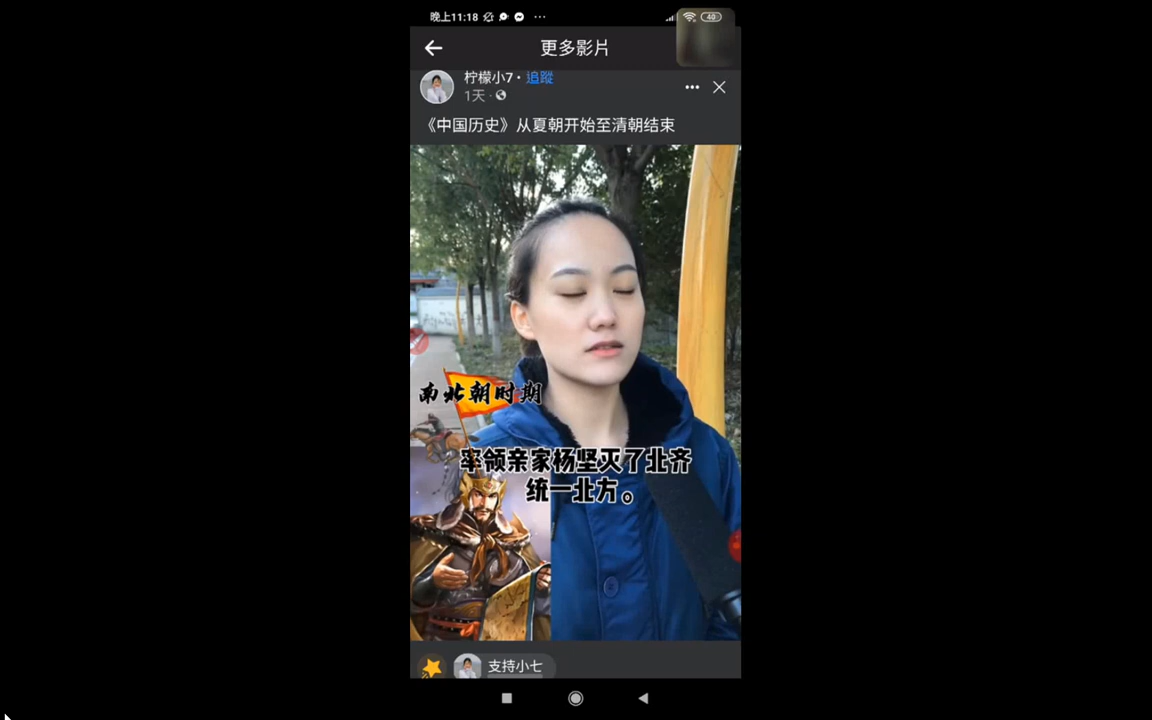 晚上11:18 ··· 40
更多影片
柠檬小7 · 追蹤
1天 ·
《中国历史》从夏朝开始至清朝结束
南北朝时期
率领亲家杨坚灭了北齐
统一北方。
支持小七